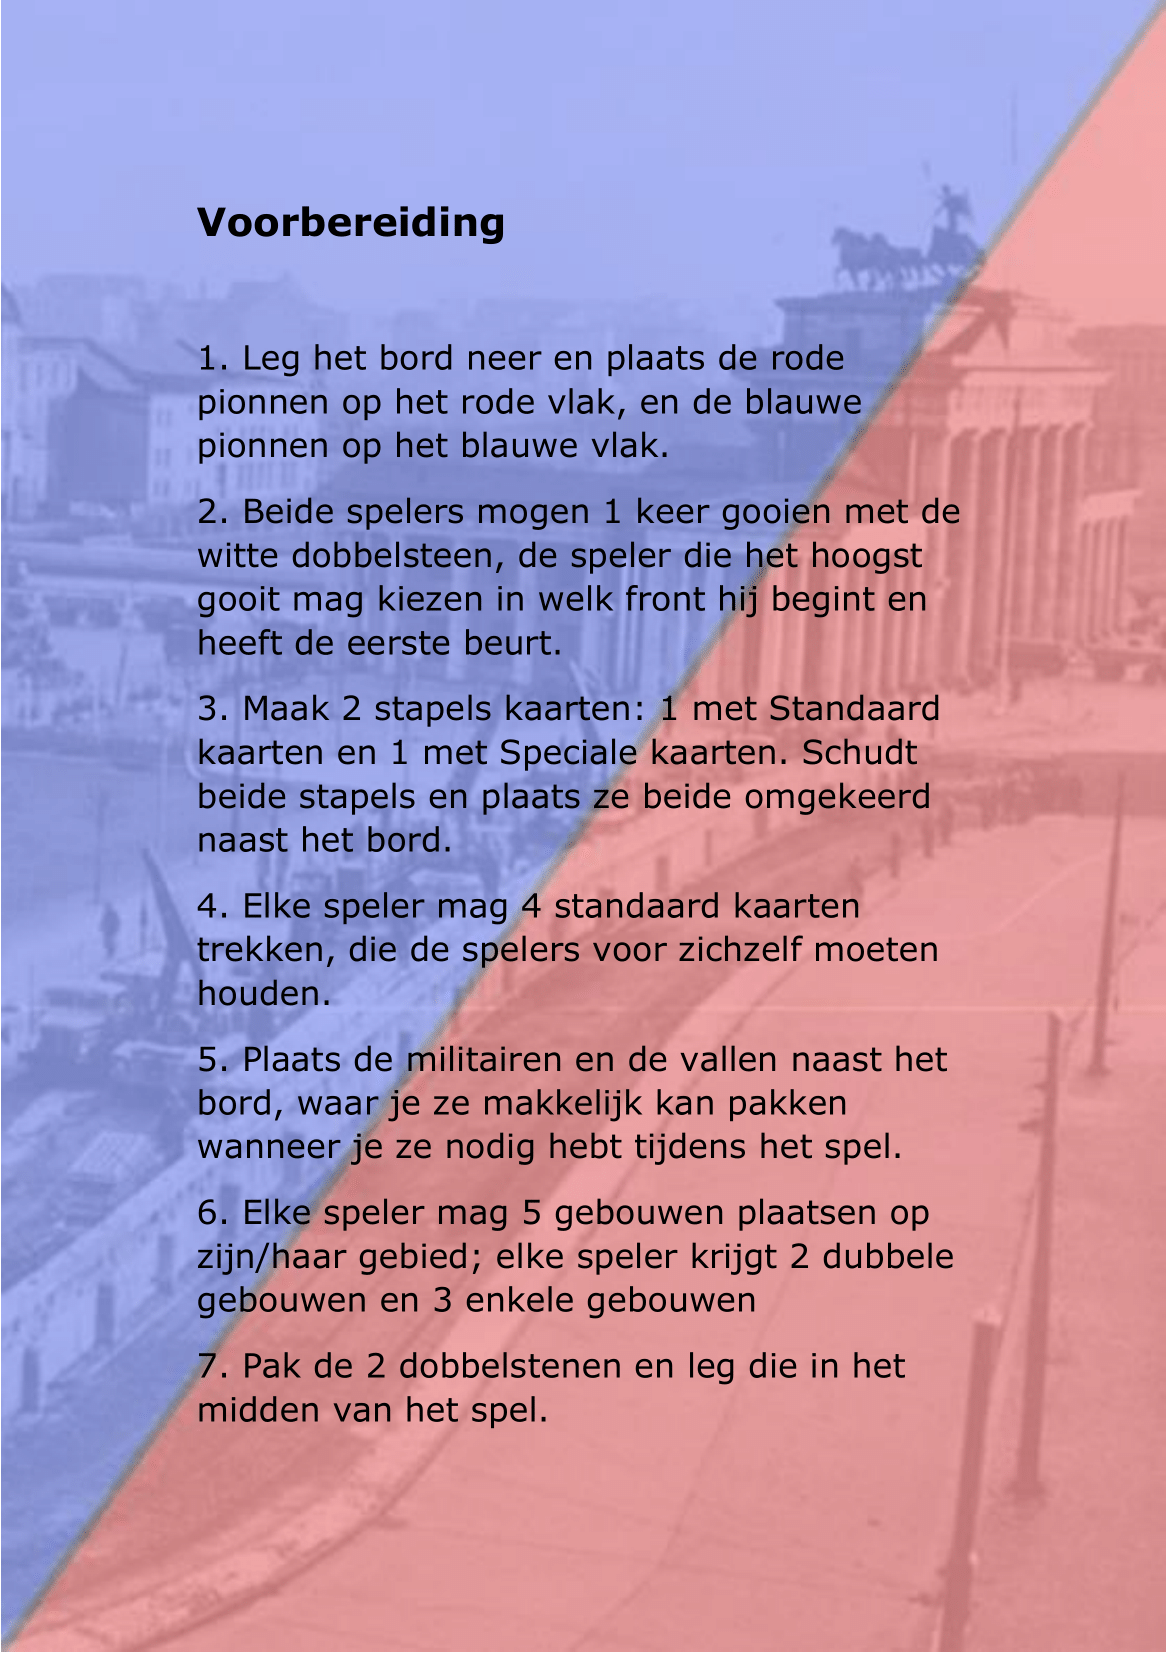 Voorbereiding
1. Leg het bord neer en plaats de rode
pionnen op het rode vlak, en de blauwe
pionnen op het blauwe vlak.
2. Beide spelers mogen 1 keer gooien met de
witte dobbelsteen, de speler die het hoogst
gooit mag kiezen in welk front hij begint en
heeft de eerste beurt.
3. Maak 2 stapels kaarten: 1 met Standaard
kaarten en 1 met Speciale kaarten. Schudt
beide stapels en plaats ze beide omgekeerd
naast het bord.
4. Elke speler mag 4 standaard kaarten
trekken, die de spelers voor zichzelf moeten
houden.
5. Plaats de militairen en de vallen naast het
bord, waar je ze makkelijk kan pakken
wanneer je ze nodig hebt tijdens het spel.
6. Elke speler mag 5 gebouwen plaatsen op
zijn/haar gebied; elke speler krijgt 2 dubbele
gebouwen en 3 enkele gebouwen
7. Pak de 2 dobbelstenen en leg die in het
midden van het spel.